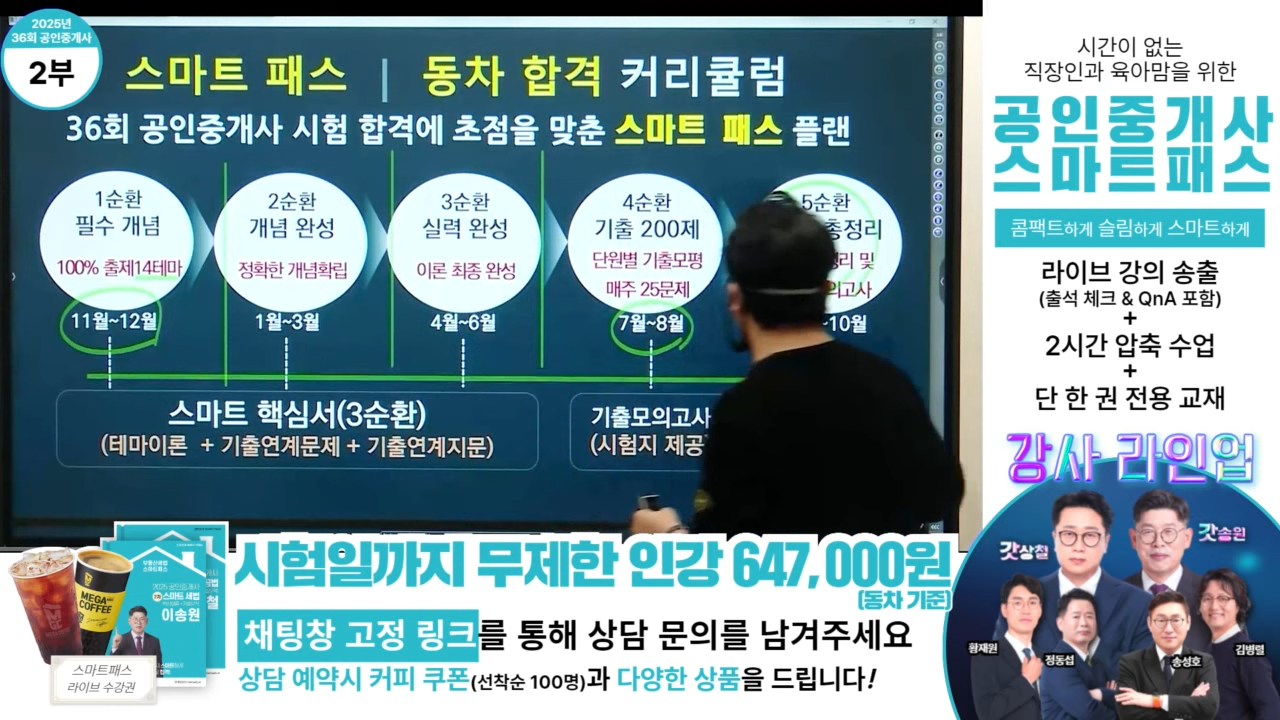 2025년
36회 공인중개사
2부
스마트 패스 | 동차 합격 커리큘럼
36회 공인중개사 시험 합격에 초점을 맞춘 스마트 패스 플랜
1순환
필수 개념
100% 출제14테마
11월~12월
2순환
개념 완성
정확한 개념확립
1월~3월
3순환
실력 완성
이론 최종 완성
4월~6월
4순환
기출 200제
단원별 기출모평
매주 25문제
7월~8월
5순환
총정리
및
~10월
스마트 핵심서(3순환)
(테마이론 + 기출연계문제 + 기출연계지문)
기출모의고사
(시험지 제공
시간이 없는
직장인과 육아맘을 위한
공인중개사
스마트패스
콤팩트하게 슬림하게 스마트하게
라이브 강의 송출
(출석 체크 & QnA 포함)
+
2시간 압축 수업
+
단 한 권 전용 교재
강사 라인업
갓상철
갓송원
황재원
정동섭
송성호
김병렬
MEGA
COFFEE
스마트 세법
이송원
스마트패스
라이브 수강권
시험일까지 무제한 인강 647,000원
(동차 기준)
채팅창 고정 링크를 통해 상담 문의를 남겨주세요
상담 예약시 커피 쿠폰(선착순 100명)과 다양한 상품을 드립니다!